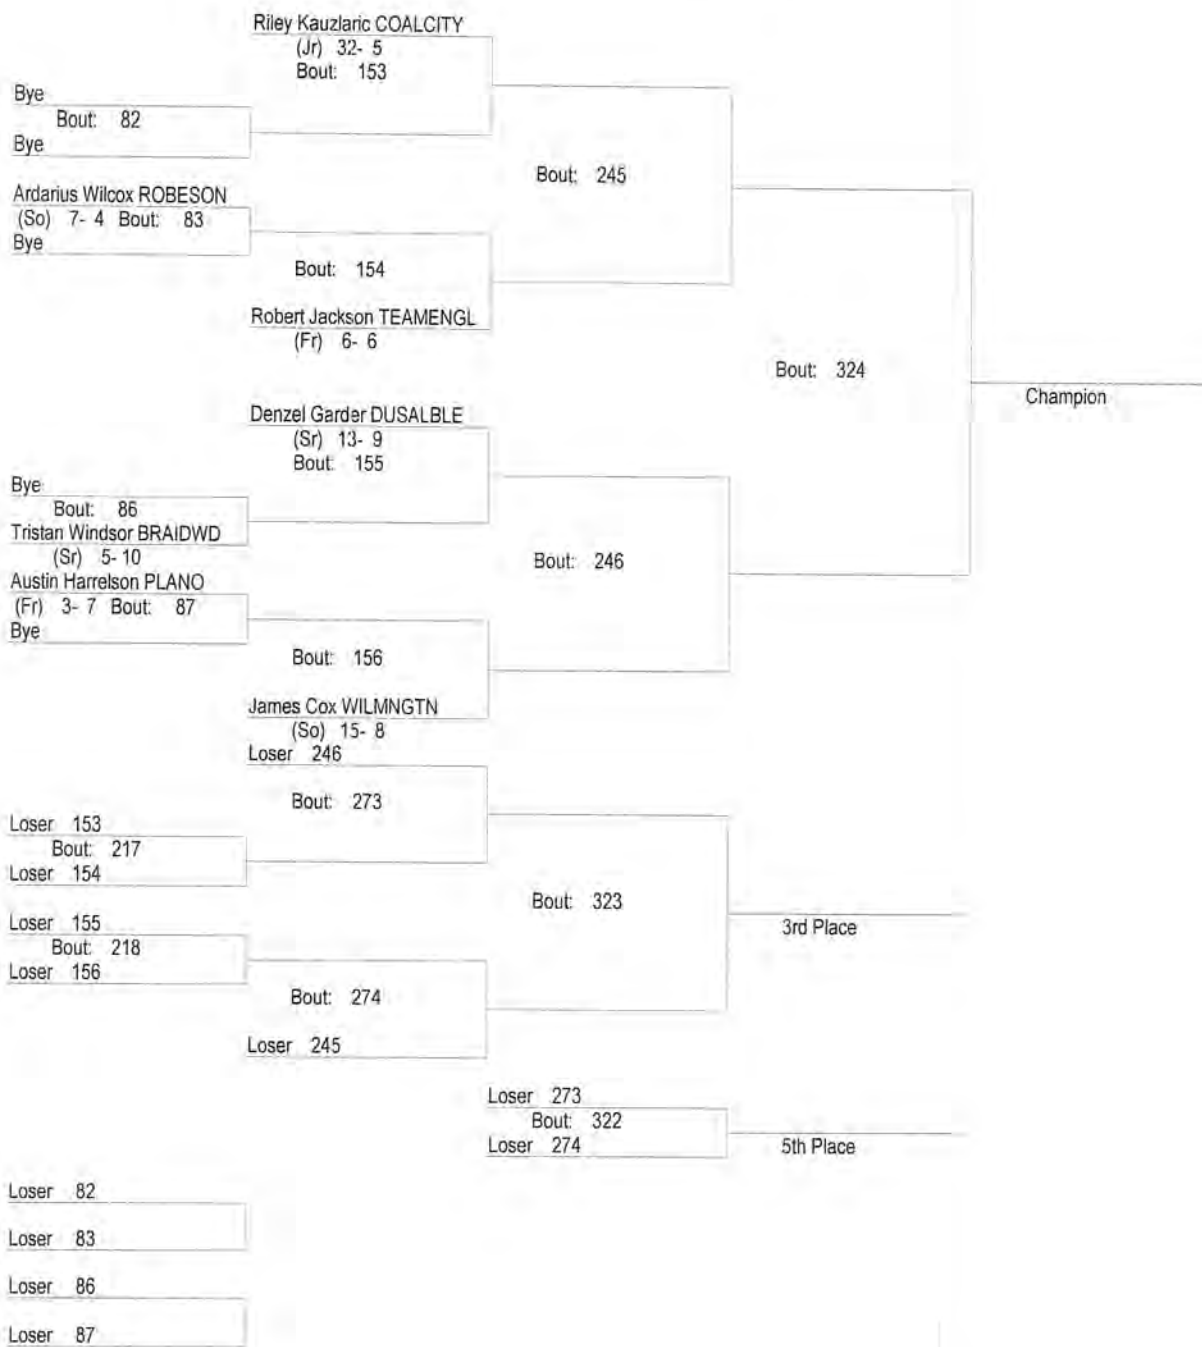 Riley Kauzlaric COALCITY
(Jr) 32- 5
Bout: 153
Bye
Bout: 82
Bye
Bout: 245
Ardarius Wilcox ROBESON
(So) 7- 4 Bout: 83
Bye
Bout: 154
Robert Jackson TEAMENGL
(Fr) 6- 6
Bout: 324
Champion
Denzel Garder DUSALBLE
(Sr) 13- 9
Bout: 155
Bye
Bout: 86
Tristan Windsor BRAIDWD
(Sr) 5- 10
Bout: 246
Austin Harrelson PLANO
(Fr) 3- 7 Bout: 87
Bye
Bout: 156
James Cox WILMNGTN
(So) 15- 8
Loser 246
Bout: 273
Loser 153
Bout: 217
Loser 154
Bout: 323
3rd Place
Loser 155
Bout: 218
Loser 156
Bout: 274
Loser 245
Loser 273
Bout: 322
Loser 274
5th Place
Loser 82
Loser 83
Loser 86
Loser 87